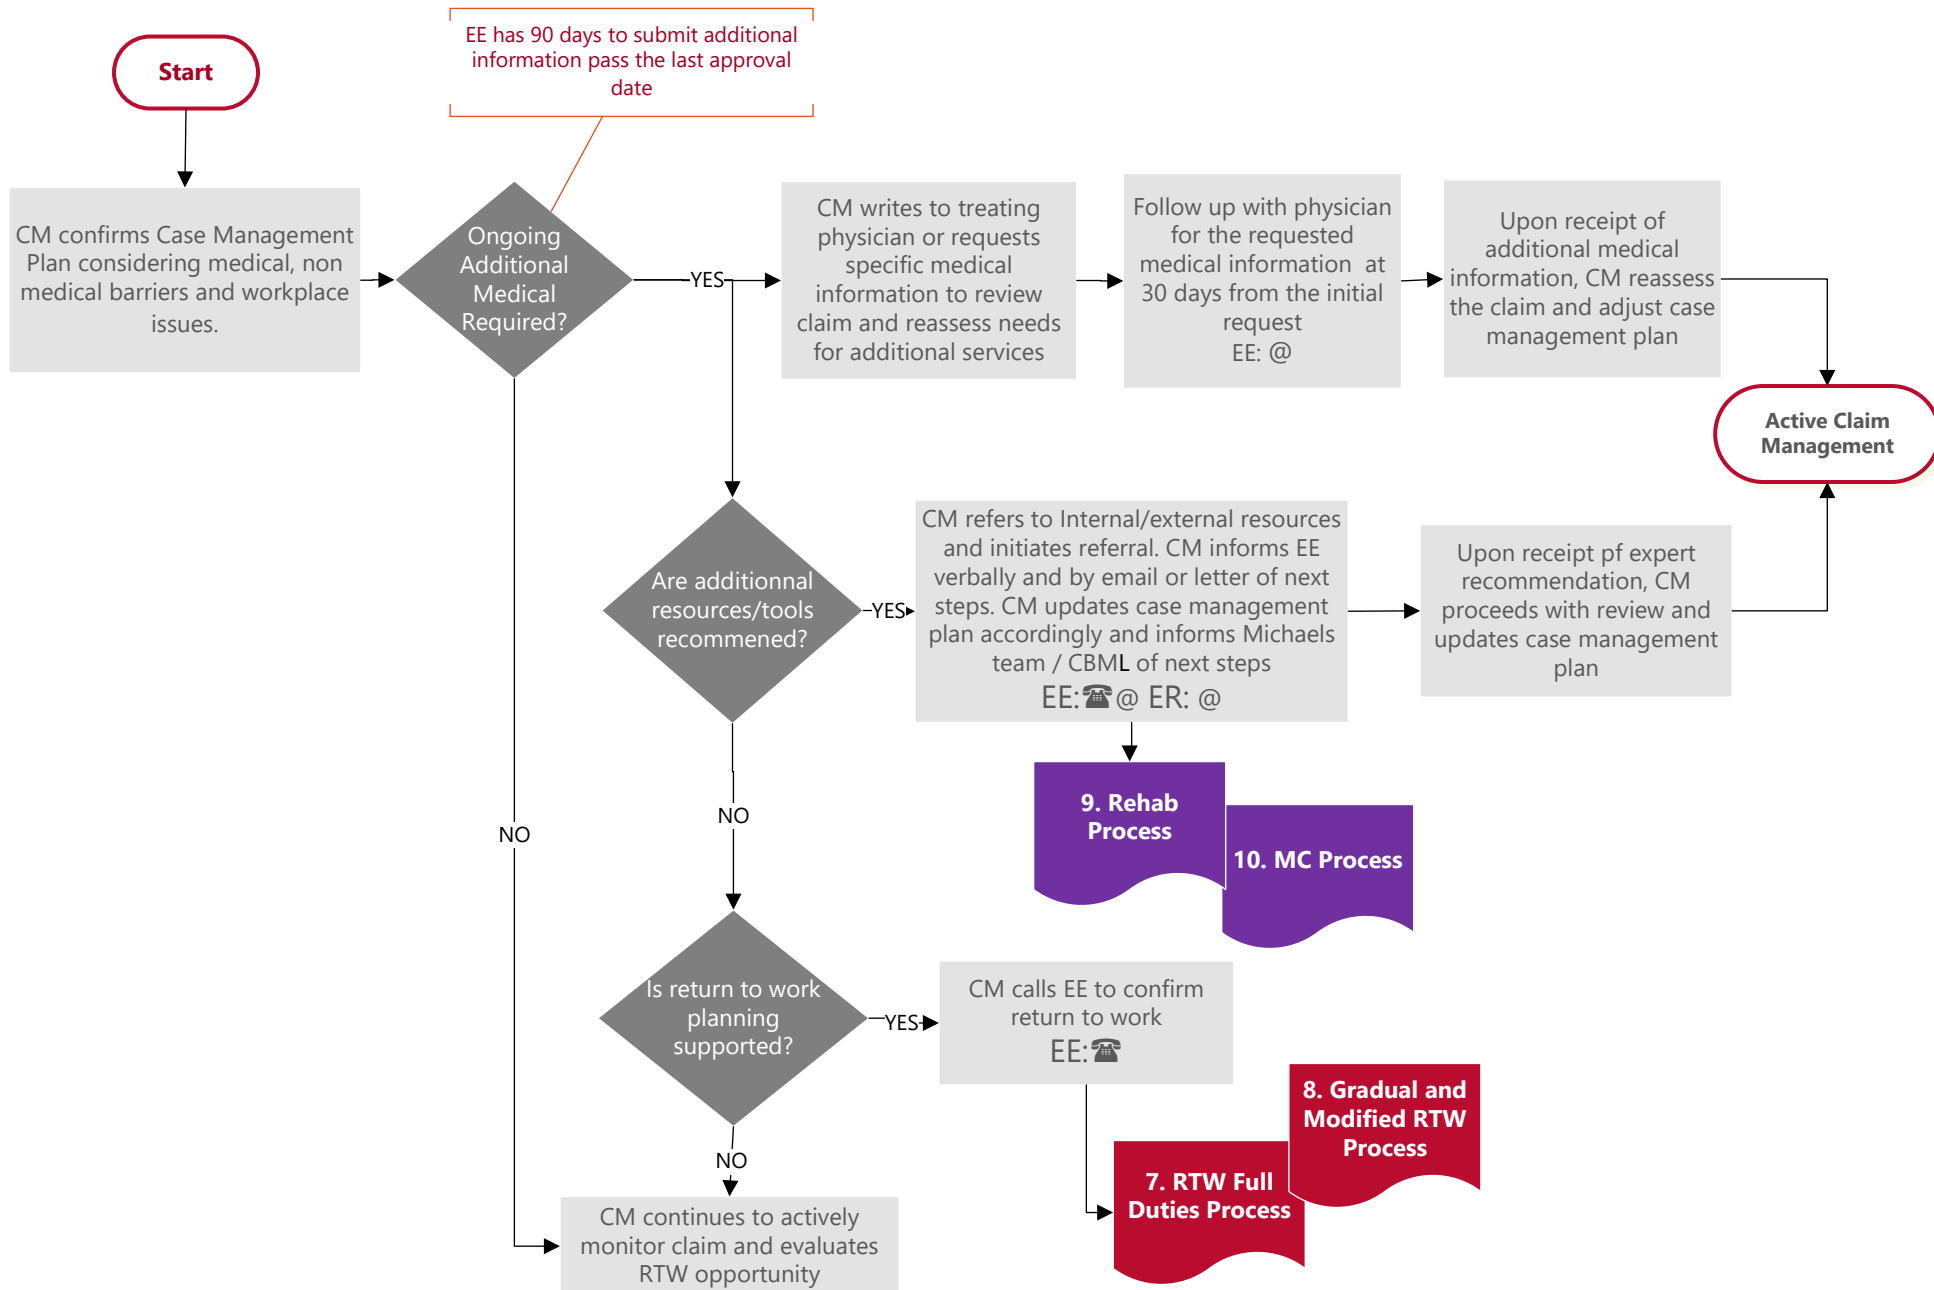 EE has 90 days to submit additional
information pass the last approval
date
Start
CM confirms Case Management
Plan considering medical, non
medical barriers and workplace
issues.
Ongoing
Additional
Medical
Required?
YES
CM writes to treating
physician or requests
specific medical
information to review
claim and reassess needs
for additional services
Follow up with physician
for the requested
medical information at
30 days from the initial
request
EE: @
Upon receipt of
additional medical
information, CM reassess
the claim and adjust case
management plan
Active Claim
Management
Are additionnal
resources/tools
recommened?
YES
CM refers to Internal/external resources
and initiates referral. CM informs EE
verbally and by email or letter of next
steps. CM updates case management
plan accordingly and informs Michaels
team / CBML of next steps
EE:☎@ ER: @
Upon receipt pf expert
recommendation, CM
proceeds with review and
updates case management
plan
9. Rehab
Process
10. MC Process
NO
NO
Is return to work
planning
supported?
YES
CM calls EE to confirm
return to work
EE:☎
8. Gradual and
Modified RTW
Process
7. RTW Full
Duties Process
NO
CM continues to actively
monitor claim and evaluates
RTW opportunity